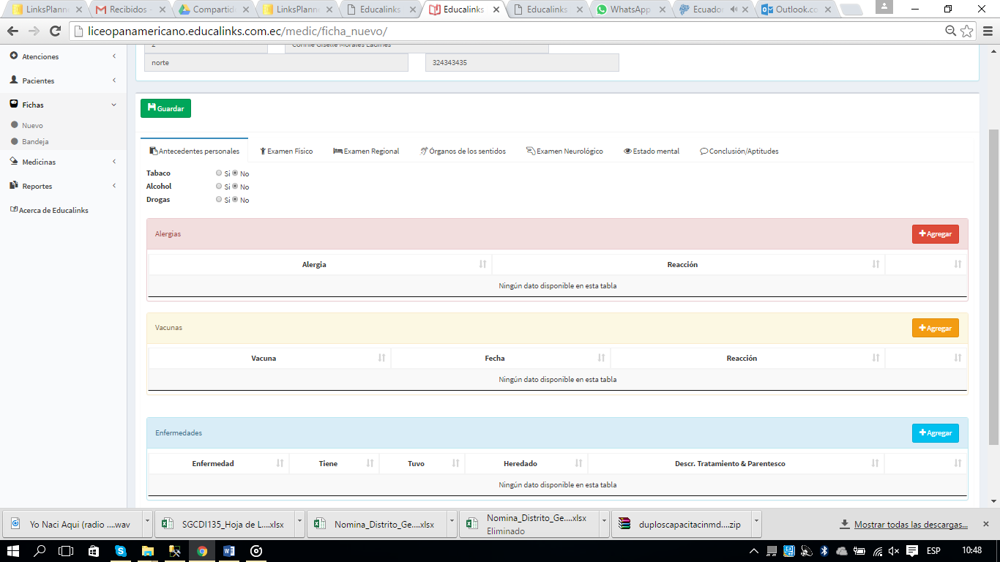 LinksPlanne
Recibidos -
Compartid
LinksPlanne
Educalinks
Educalinks
Educalinks
WhatsApp
Ecuador
Outlook.co
liceopanamericano.educalinks.com.ec/medic/ficha_nuevo/
2 Connie Giselle Morales Ladines
norte 324343435
Atenciones
Pacientes
Fichas
Nuevo
Bandeja
Medicinas
Reportes
Acerca de Educalinks
Guardar
Antecedentes personales Examen Físico Examen Regional Órganos de los sentidos Examen Neurológico Estado mental Conclusión/Aptitudes
Tabaco Si No
Alcohol Si No
Drogas Si No
Alergias Agregar
Alergia Reacción
Ningún dato disponible en esta tabla
Vacunas Agregar
Vacuna Fecha Reacción
Ningún dato disponible en esta tabla
Enfermedades Agregar
Enfermedad Tiene Tuvo Heredado Descr. Tratamiento & Parentesco
Ningún dato disponible en esta tabla
Yo Naci Aqui (radio ....wav
SGCDI135_Hoja de L....xlsx
Nomina_Distrito_Ge....xlsx
Nomina_Distrito_Ge....xlsx
Eliminado
duploscapacitacinmd....zip
Mostrar todas las descargas...
ESP 10:48